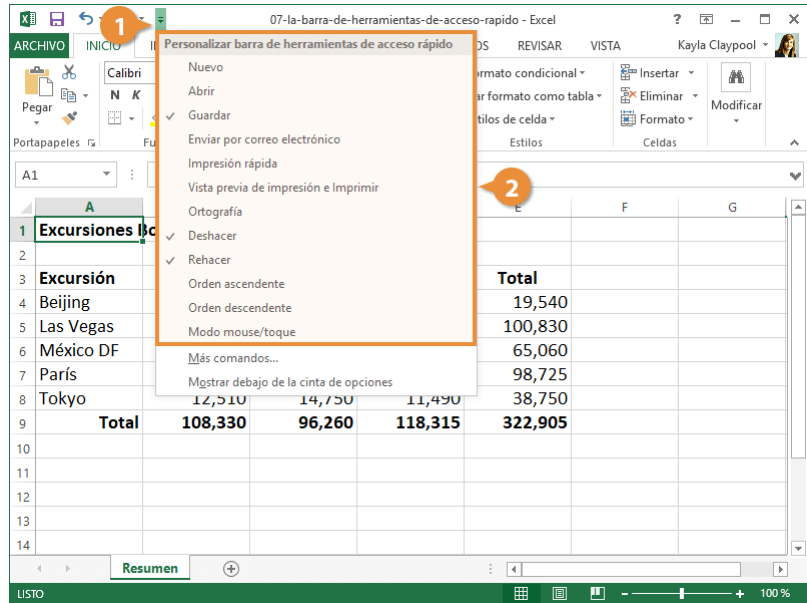 1
07-la-barra-de-herramientas-de-acceso-rapido - Excel
?
ARCHIVO INICIO REVISAR VISTA Kayla Claypool
Personalizar barra de herramientas de acceso rápido
Nuevo
Abrir
Guardar
Enviar por correo electrónico
Impresión rápida
Vista previa de impresión e Imprimir
Ortografía
Deshacer
Rehacer
Orden ascendente
Orden descendente
Modo mouse/toque
Más comandos...
Mostrar debajo de la cinta de opciones
2
Calibri
N K
Pegar
Portapapeles
condicional
formato como tabla
de celda
Estilos
Insertar
Eliminar
Formato
Celdas
Modificar
A1
A E F G
1 Excursiones
2
3 Excursión Total
4 Beijing 19,540
5 Las Vegas 100,830
6 México DF 65,060
7 París 98,725
8 Tokyo 12,510 14,750 11,490 38,750
9 Total 108,330 96,260 118,315 322,905
10
11
12
13
14
Resumen
LISTO 100 %